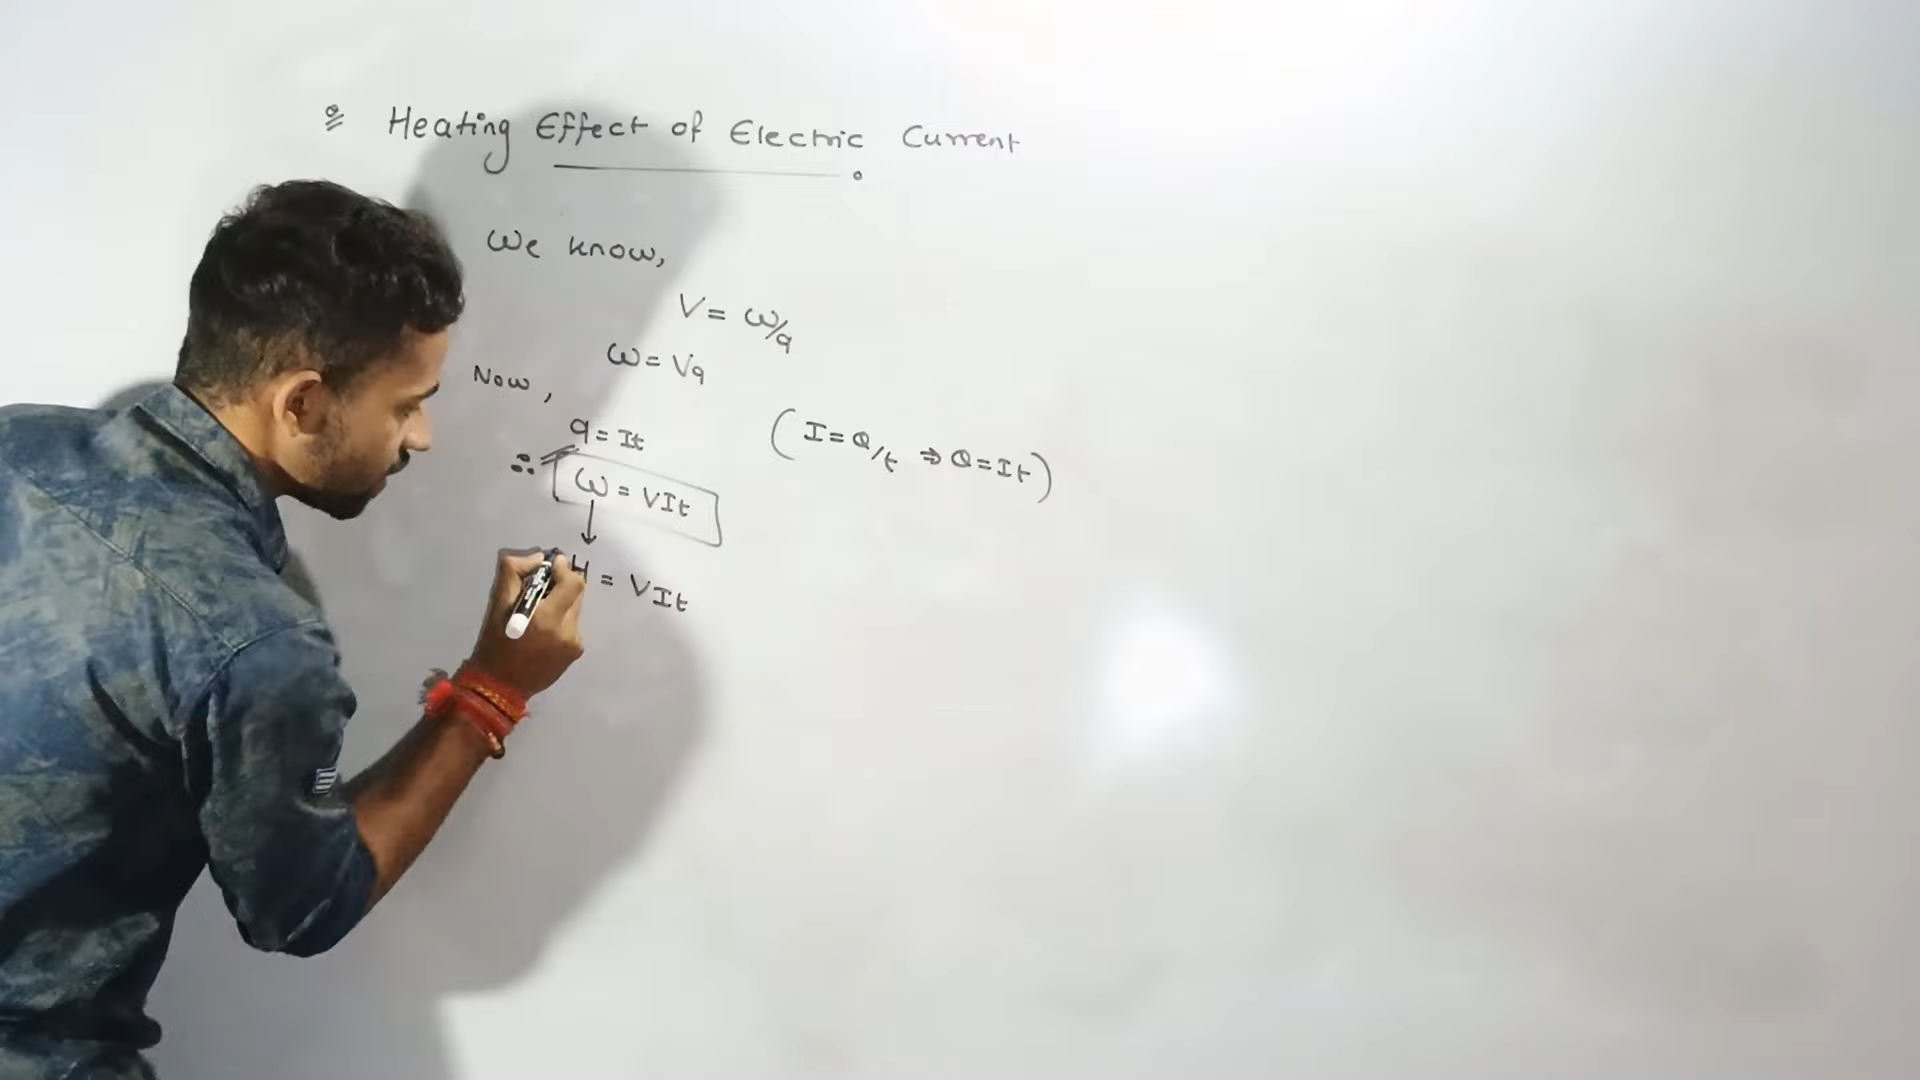 Heating Effect of Electric Current
We know,
V = W/q
W = Vq
Now,
q = It
(I = Q/t ⇒ Q = It)
∴ W = VIt
↓
H = VIt